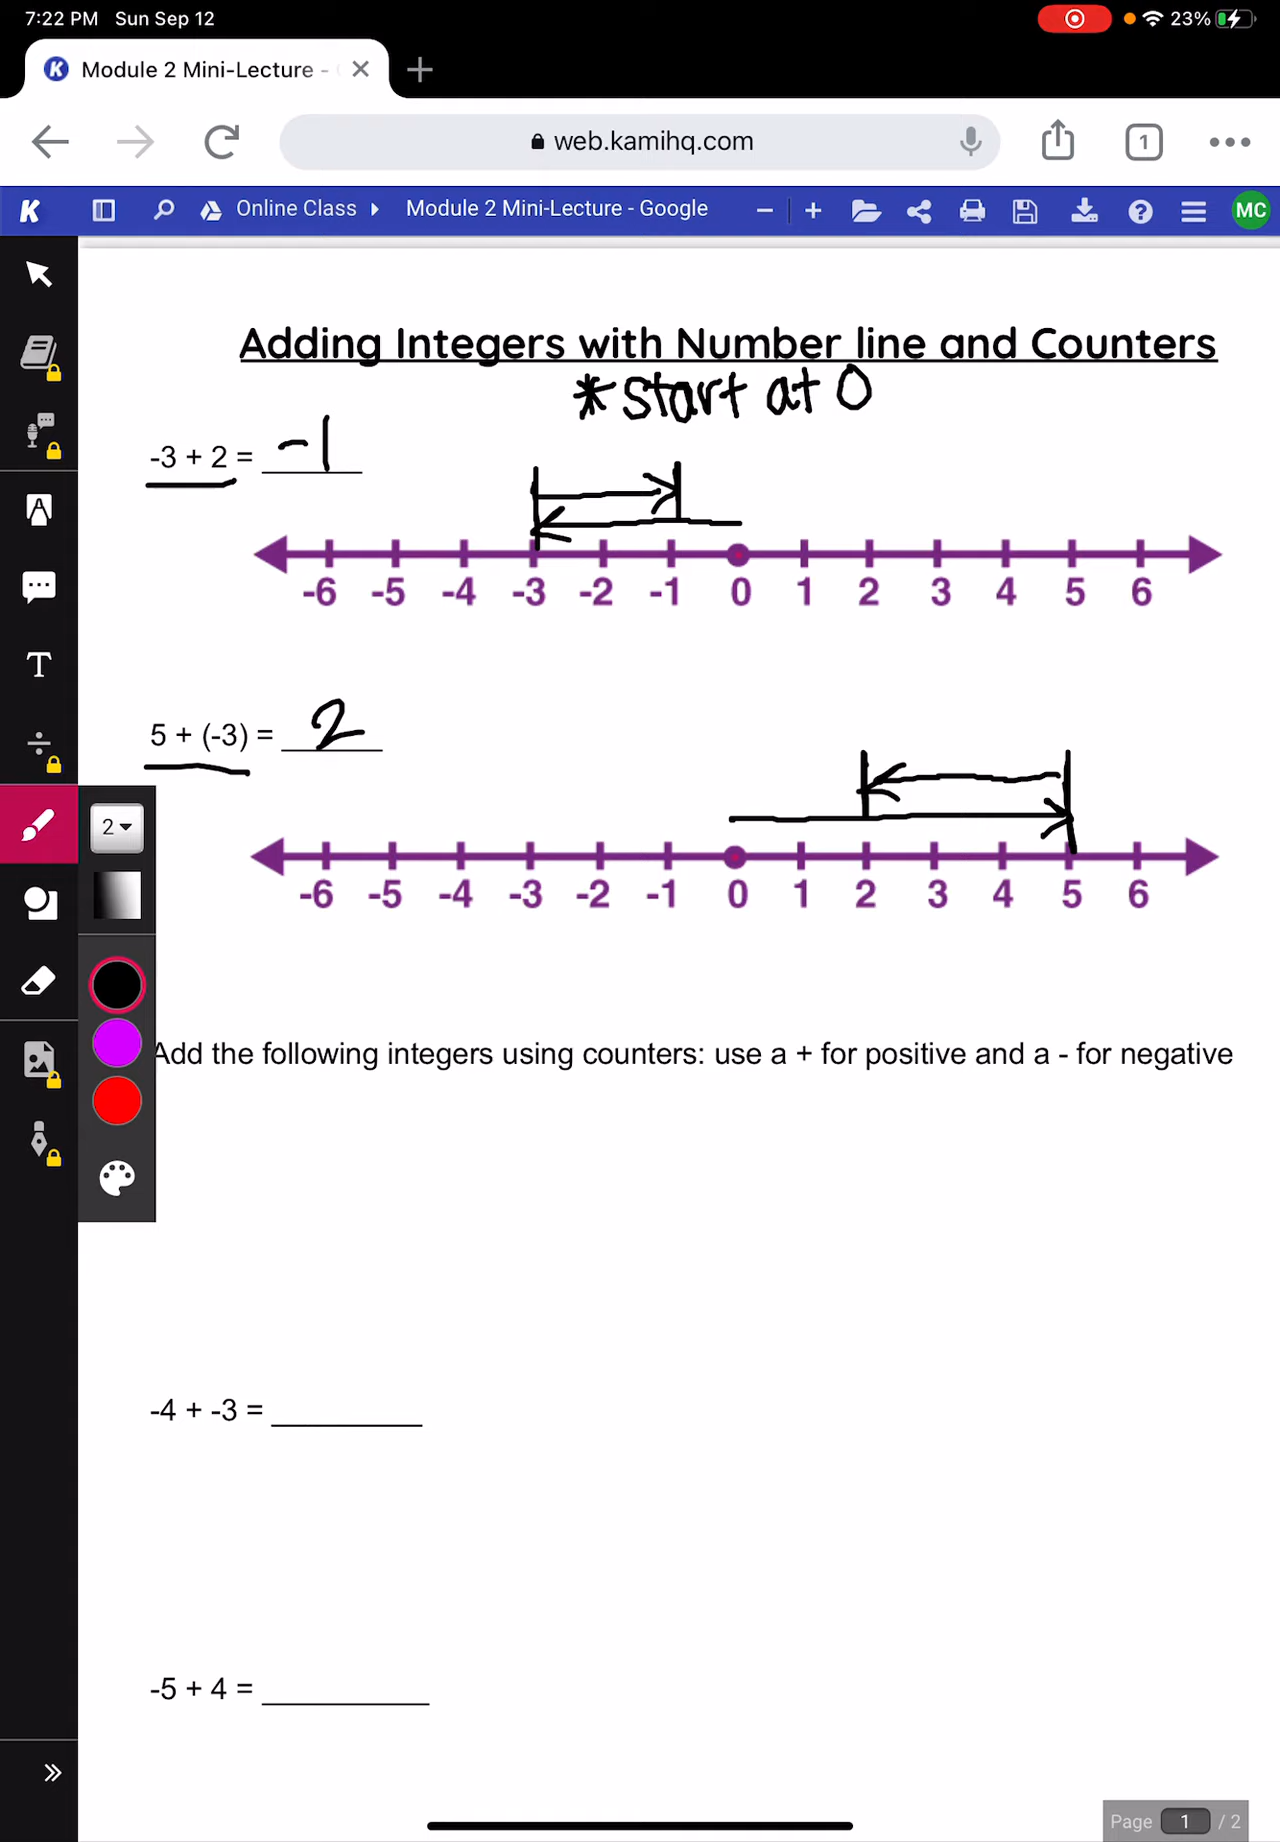 7:22 PM Sun Sep 12 23%
Module 2 Mini-Lecture -
web.kamihq.com 1
Online Class Module 2 Mini-Lecture - Google MC
Adding Integers with Number line and Counters
*start at 0
-3 + 2 = -1
-6 -5 -4 -3 -2 -1 0 1 2 3 4 5 6
5 + (-3) = 2
2
-6 -5 -4 -3 -2 -1 0 1 2 3 4 5 6
Add the following integers using counters: use a + for positive and a - for negative
-4 + -3 = ________
-5 + 4 = ________
Page 1 / 2